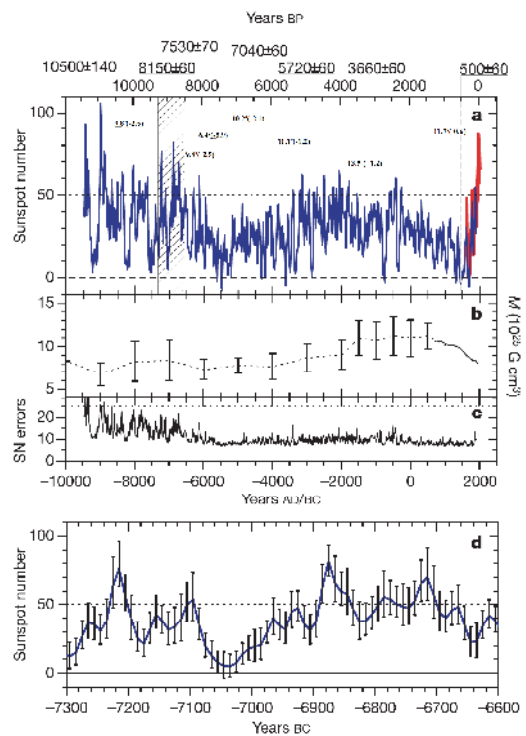 Years BP
7530±70 7040±60
10500±140 8150±60 5720±60 3660±60 500±60
10000 8000 6000 4000 2000 0
a
Sunspot number
100
50
0
b
15
10
5
M (10²⁵ G cm³)
c
SN errors
20
10
0
−10000 −8000 −6000 −4000 −2000 0 2000
Years AD/BC
d
Sunspot number
100
50
0
−7300 −7200 −7100 −7000 −6900 −6800 −6700 −6600
Years BC